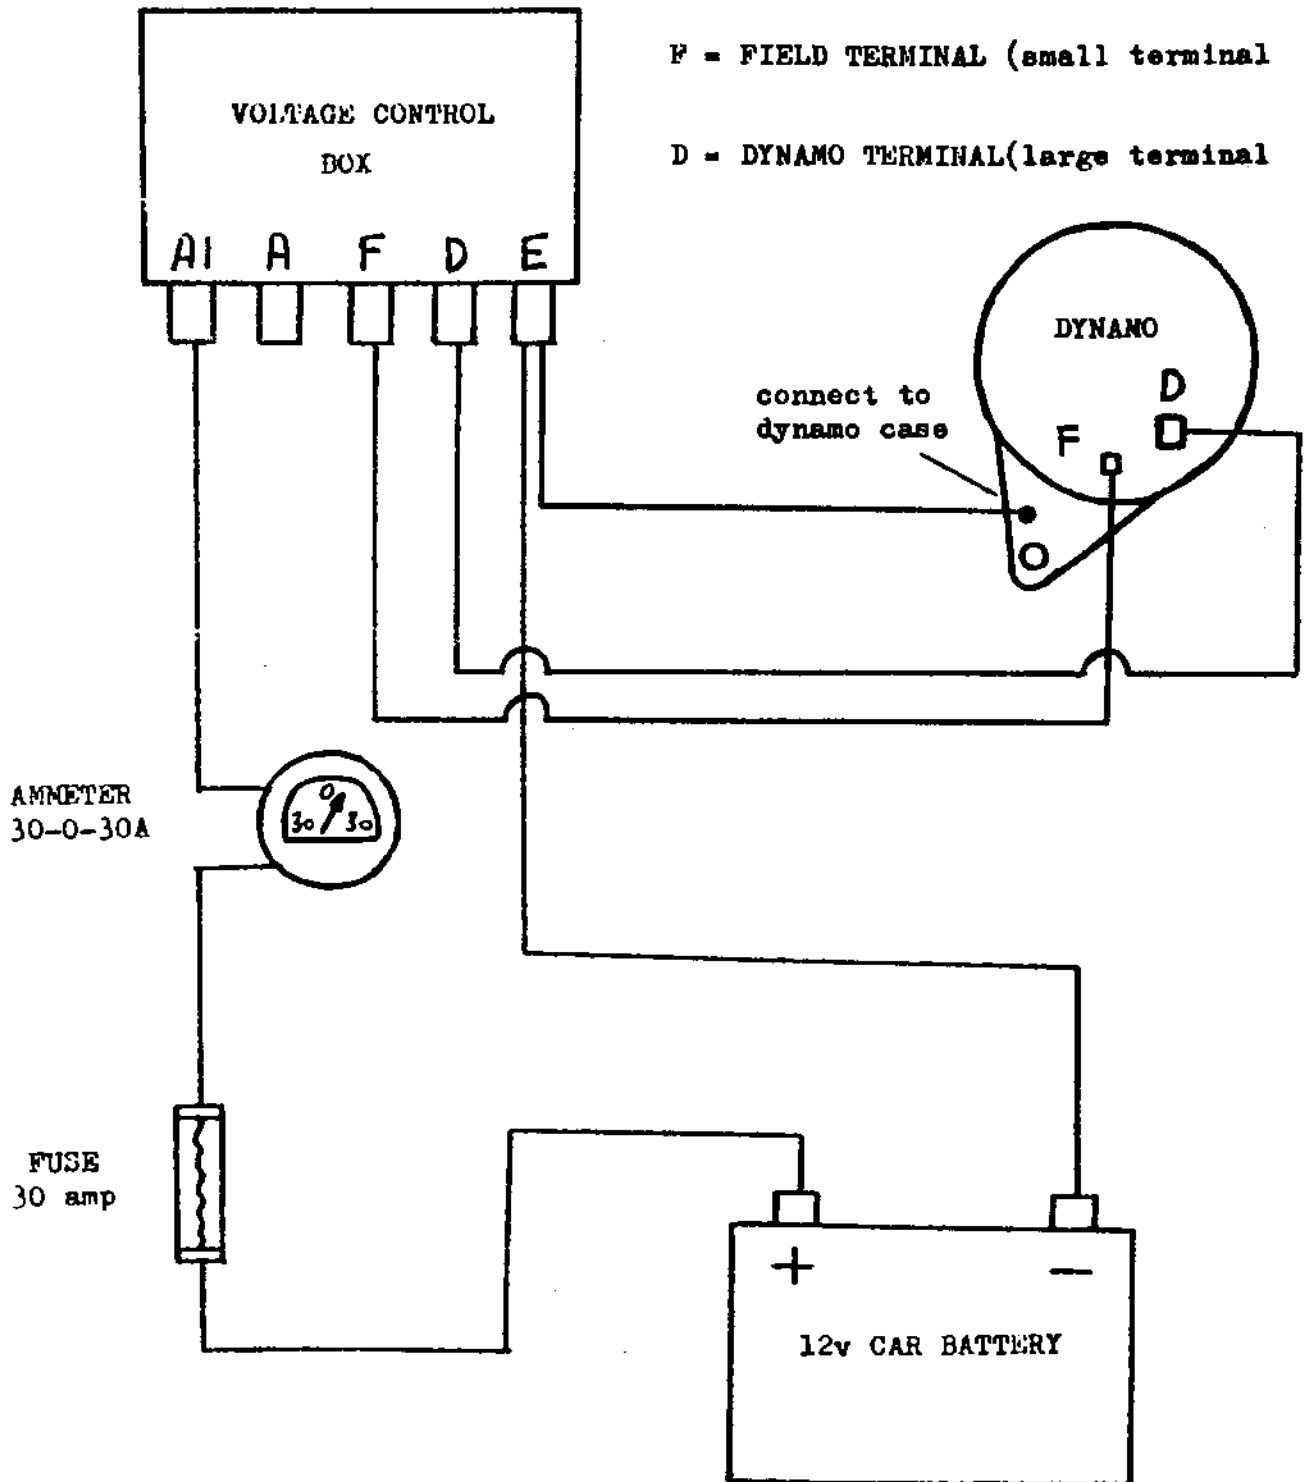 F = FIELD TERMINAL (small terminal
VOLTAGE CONTROL
BOX
D = DYNAMO TERMINAL(large terminal
A1 A F D E
DYNAMO
D
connect to
dynamo case
F
AMMETER
30-0-30A
0
30 30
FUSE
30 amp
+ −
12v CAR BATTERY